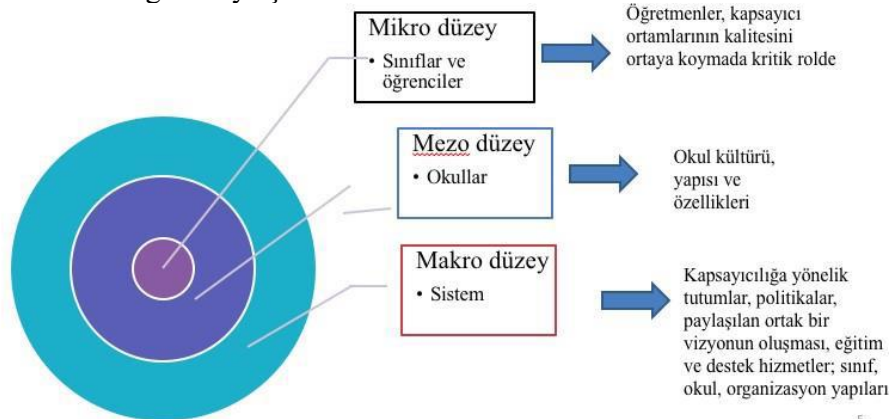 Mikro düzey
• Sınıflar ve
öğrenciler
Öğretmenler, kapsayıcı
ortamlarının kalitesini
ortaya koymada kritik rolde
Mezo düzey
• Okullar
Okul kültürü,
yapısı ve
özellikleri
Makro düzey
• Sistem
Kapsayıcılığa yönelik
tutumlar, politikalar,
paylaşılan ortak bir
vizyonun oluşması, eğitim
ve destek hizmetler; sınıf,
okul, organizasyon yapıları